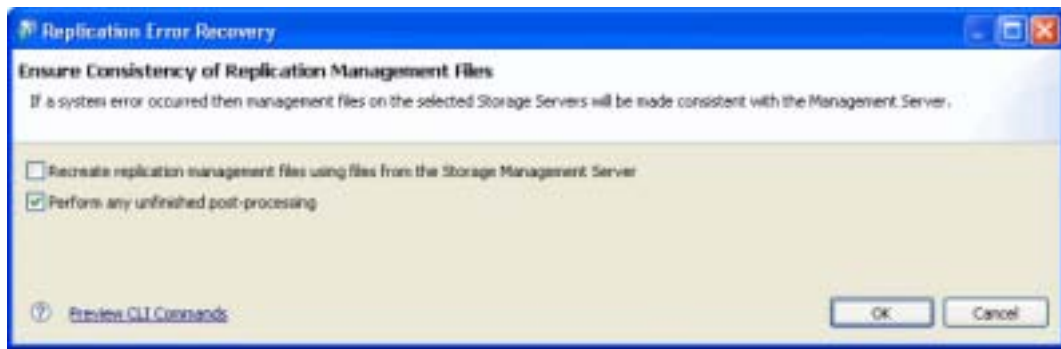 Replication Error Recovery
Ensure Consistency of Replication Management Files
If a system error occurred then management files on the selected Storage Servers will be made consistent with the Management Server.
Recreate replication management files using files from the Storage Management Server
Perform any unfinished post-processing
Preview CLI Commands
OK
Cancel